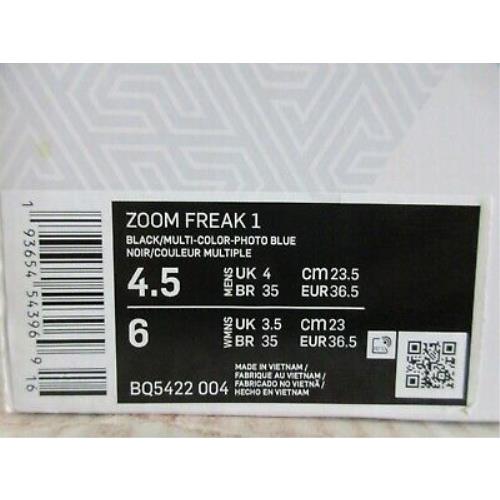 ZOOM FREAK 1
BLACK/MULTI-COLOR-PHOTO BLUE
NOIR/COULEUR MULTIPLE
4.5 MENS UK 4 CM 23.5
BR 35 EUR 36.5
6 WMNS UK 3.5 CM 23
BR 35 EUR 36.5
BQ5422 004
MADE IN VIETNAM /
FABRIQUE AU VIETNAM /
FABRICADO NO VIETNÃ /
HECHO EN VIETNAM
1 93654 54396 9 16